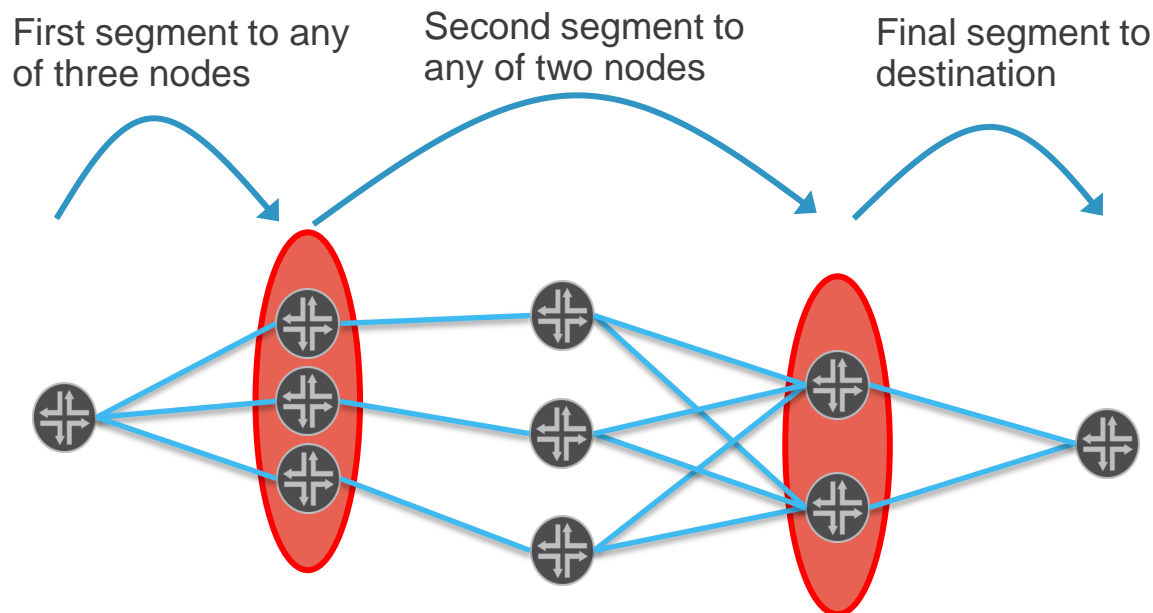 First segment to any
of three nodes
Second segment to
any of two nodes
Final segment to
destination